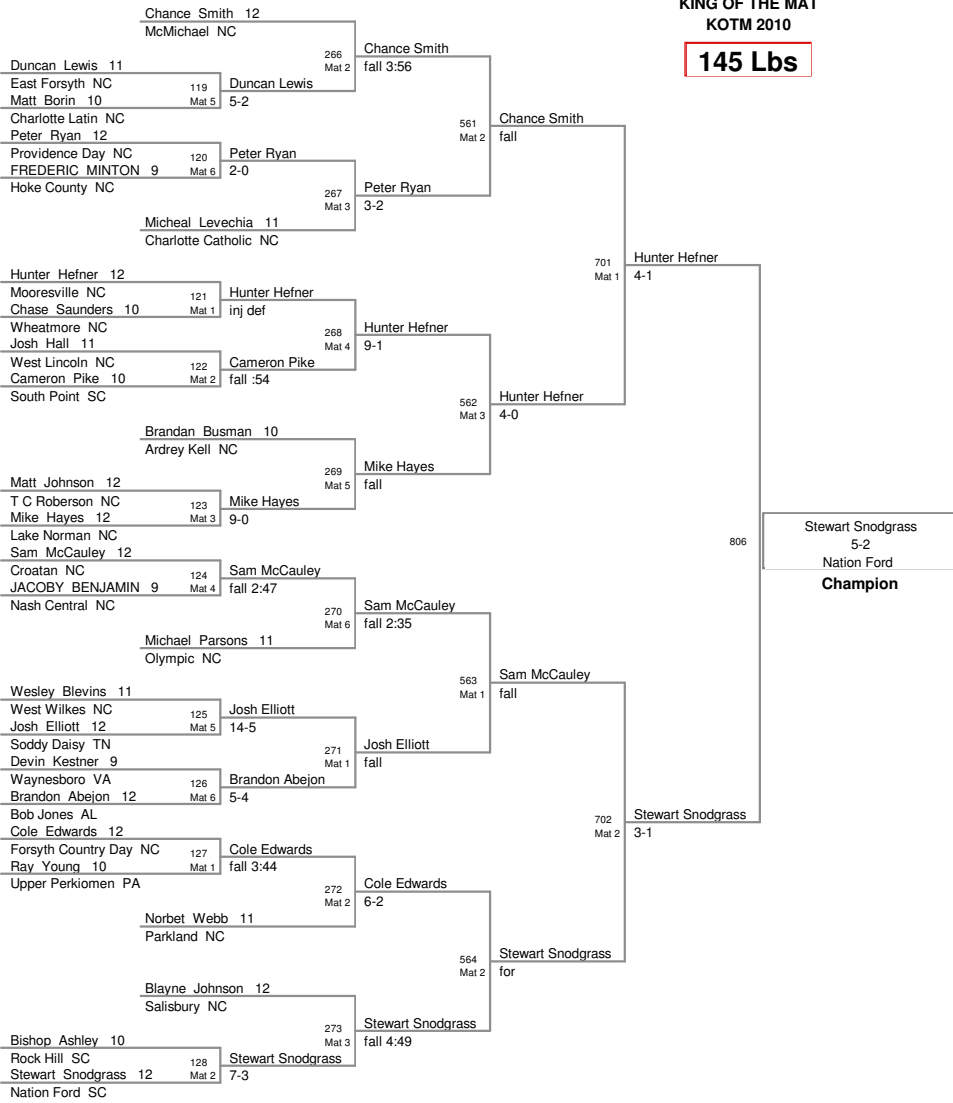 KING OF THE MAT
KOTM 2010
145 Lbs
Chance Smith 12
McMichael NC
266
Mat 2
Chance Smith
fall 3:56
Duncan Lewis 11
East Forsyth NC
119
Mat 5
Duncan Lewis
5-2
Matt Borin 10
Charlotte Latin NC
561
Mat 2
Chance Smith
fall
Peter Ryan 12
Providence Day NC
120
Mat 6
Peter Ryan
2-0
FREDERIC MINTON 9
Hoke County NC
267
Mat 3
Peter Ryan
3-2
Micheal Levechia 11
Charlotte Catholic NC
701
Mat 1
Hunter Hefner
4-1
Hunter Hefner 12
Mooresville NC
121
Mat 1
Hunter Hefner
inj def
Chase Saunders 10
Wheatmore NC
268
Mat 4
Hunter Hefner
9-1
Josh Hall 11
West Lincoln NC
122
Mat 2
Cameron Pike
fall :54
Cameron Pike 10
South Point SC
562
Mat 3
Hunter Hefner
4-0
Brandan Busman 10
Ardrey Kell NC
269
Mat 5
Mike Hayes
fall
Matt Johnson 12
T C Roberson NC
123
Mat 3
Mike Hayes
9-0
Mike Hayes 12
Lake Norman NC
806
Stewart Snodgrass
5-2
Nation Ford
Champion
Sam McCauley 12
Croatan NC
124
Mat 4
Sam McCauley
fall 2:47
JACOBY BENJAMIN 9
Nash Central NC
270
Mat 6
Sam McCauley
fall 2:35
Michael Parsons 11
Olympic NC
563
Mat 1
Sam McCauley
fall
Wesley Blevins 11
West Wilkes NC
125
Mat 5
Josh Elliott
14-5
Josh Elliott 12
Soddy Daisy TN
271
Mat 1
Josh Elliott
fall
Devin Kestner 9
Waynesboro VA
126
Mat 6
Brandon Abejon
5-4
Brandon Abejon 12
Bob Jones AL
702
Mat 2
Stewart Snodgrass
3-1
Cole Edwards 12
Forsyth Country Day NC
127
Mat 1
Cole Edwards
fall 3:44
Ray Young 10
Upper Perkiomen PA
272
Mat 2
Cole Edwards
6-2
Norbet Webb 11
Parkland NC
564
Mat 2
Stewart Snodgrass
for
Blayne Johnson 12
Salisbury NC
273
Mat 3
Stewart Snodgrass
fall 4:49
Bishop Ashley 10
Rock Hill SC
128
Mat 2
Stewart Snodgrass
7-3
Stewart Snodgrass 12
Nation Ford SC